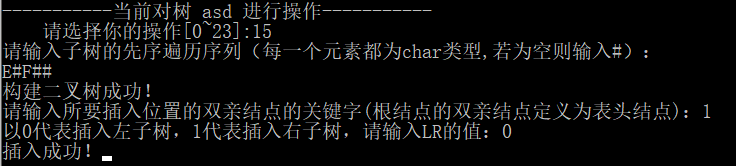 -----------当前对树 asd 进行操作-----------
请选择你的操作[0~23]:15
请输入子树的先序遍历序列（每一个元素都为char类型,若为空则输入#）:
E#F##
构建二叉树成功!
请输入所要插入位置的双亲结点的关键字(根结点的双亲结点定义为表头结点): 1
以0代表插入左子树，1代表插入右子树，请输入LR的值: 0
插入成功!